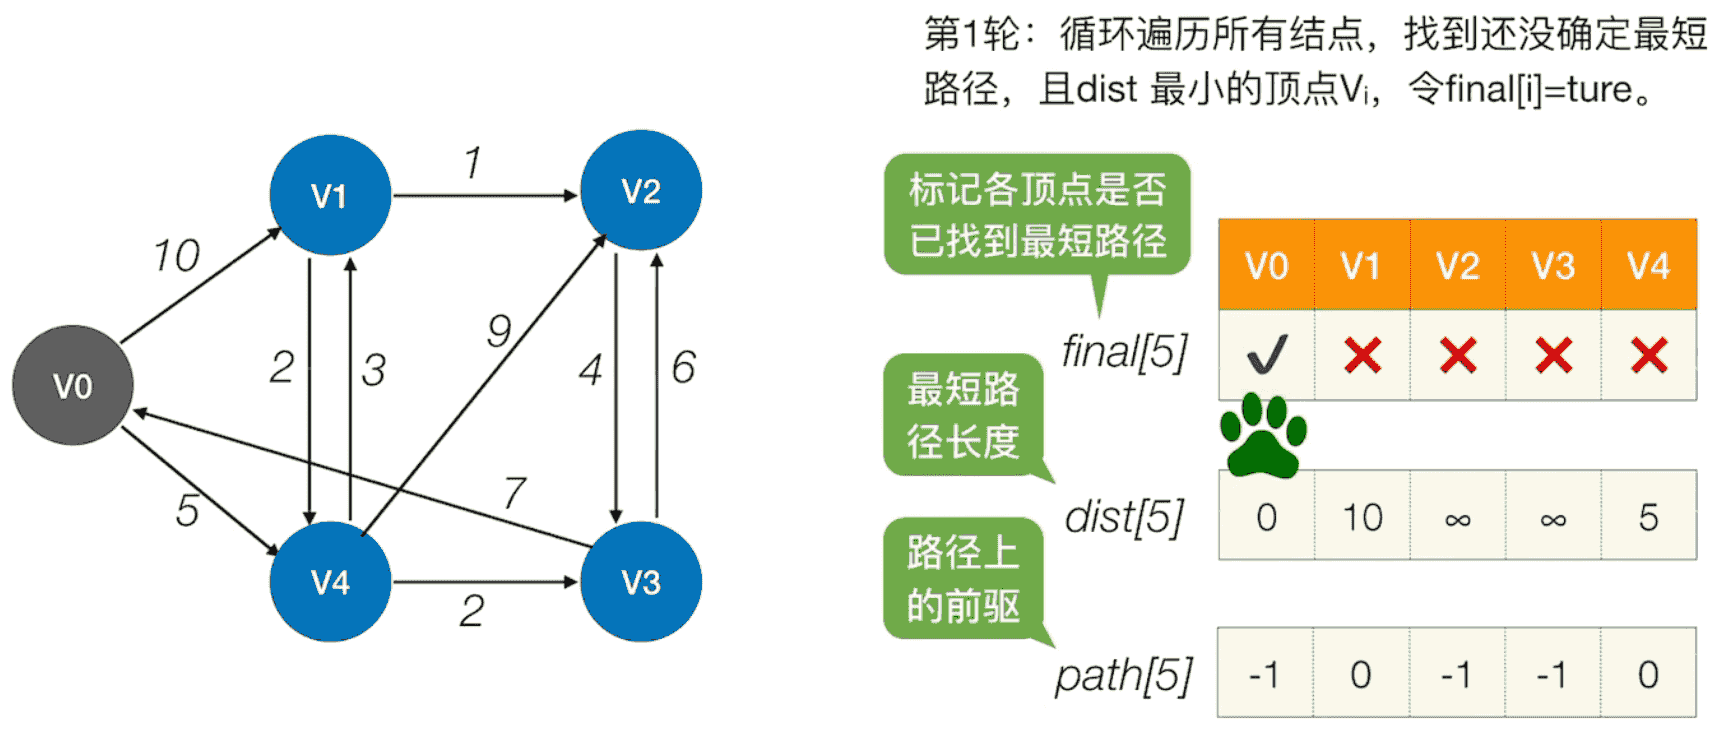 第1轮：循环遍历所有结点，找到还没确定最短
路径，且dist 最小的顶点Vᵢ，令final[i]=ture。
标记各顶点是否
已找到最短路径
final[5]
V0 V1 V2 V3 V4
✔ ✖ ✖ ✖ ✖
最短路
径长度
dist[5]
0 10 ∞ ∞ 5
路径上
的前驱
path[5]
-1 0 -1 -1 0
V1
1
V2
10
2
3
9
4
6
V0
5
7
V4
2
V3